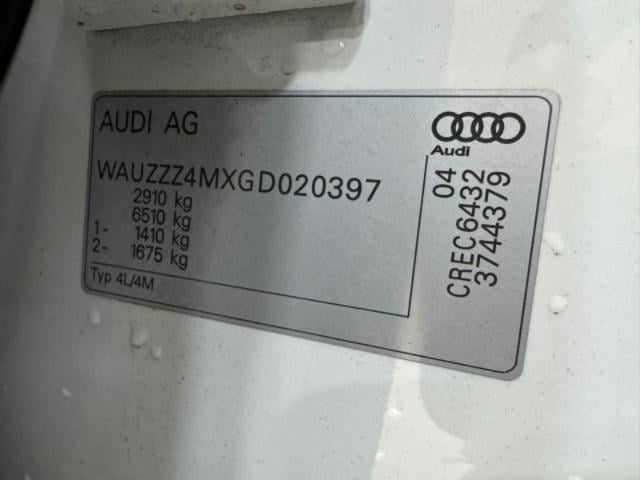 AUDI AG
Audi
WAUZZZ4MXGD020397
2910 kg
6510 kg
1- 1410 kg
2- 1675 kg
Typ 4L/4M
04
CREC6432
3744379